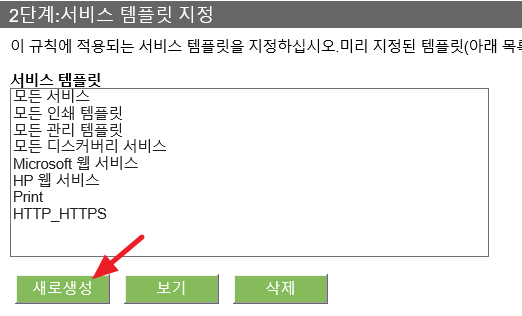 2단계:서비스 템플릿 지정
이 규칙에 적용되는 서비스 템플릿을 지정하십시오.미리 지정된 템플릿(아래 목록
서비스 템플릿
모든 서비스
모든 인쇄 템플릿
모든 관리 템플릿
모든 디스커버리 서비스
Microsoft 웹 서비스
HP 웹 서비스
Print
HTTP_HTTPS
새로생성 보기 삭제